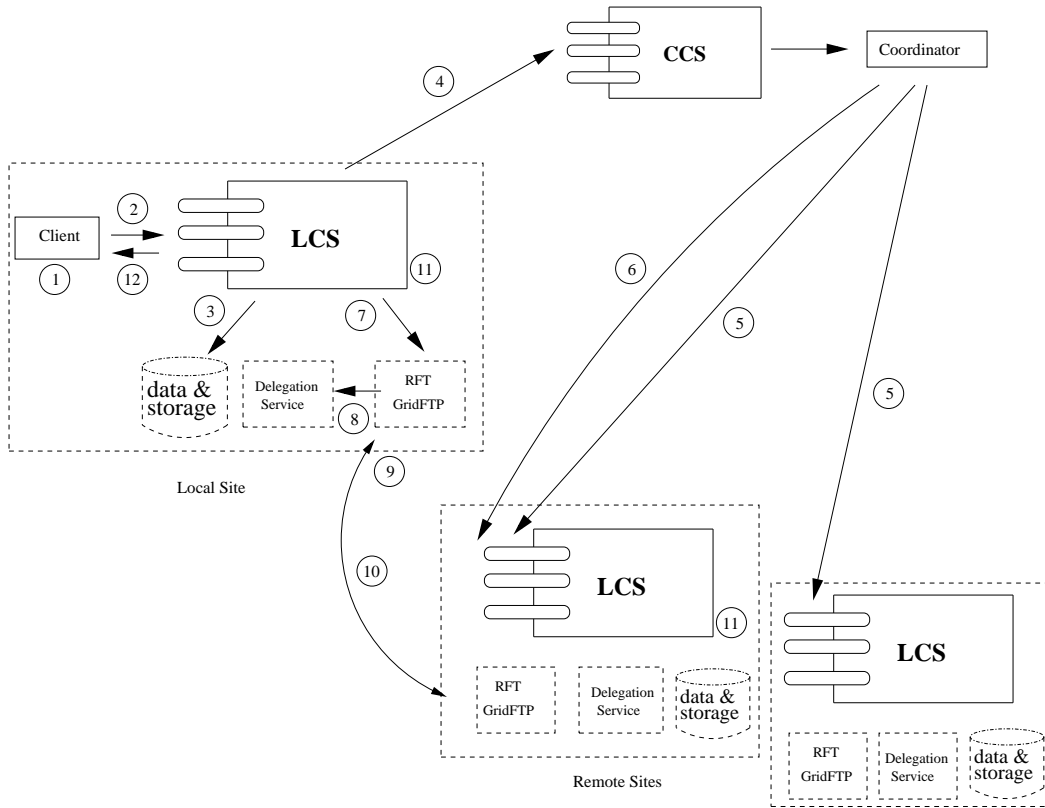 CCS
Coordinator
4
Client
2
LCS
6
1
12
11
3
7
5
data &
storage
Delegation
Service
RFT
GridFTP
8
5
9
Local Site
10
LCS
11
LCS
RFT
GridFTP
Delegation
Service
data &
storage
RFT
GridFTP
Delegation
Service
data &
storage
Remote Sites